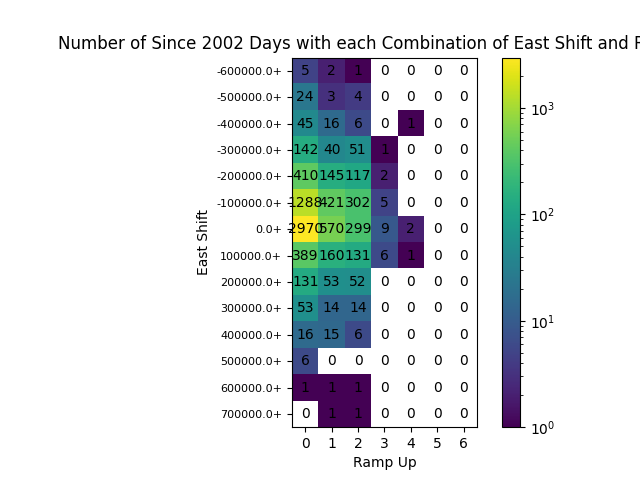 Number of Since 2002 Days with each Combination of East Shift and
-600000.0+ 5 2 1 0 0 0 0
-500000.0+ 24 3 4 0 0 0 0
-400000.0+ 45 16 6 0 1 0 0
-300000.0+ 142 40 51 1 0 0 0
-200000.0+ 410 145 117 2 0 0 0
-100000.0+ 1288 421 302 5 0 0 0
0.0+ 2970 570 299 9 2 0 0
100000.0+ 389 160 131 6 1 0 0
200000.0+ 131 53 52 0 0 0 0
300000.0+ 53 14 14 0 0 0 0
400000.0+ 16 15 6 0 0 0 0
500000.0+ 6 0 0 0 0 0 0
600000.0+ 1 1 1 0 0 0 0
700000.0+ 0 1 1 0 0 0 0
0 1 2 3 4 5 6
Ramp Up
East Shift
10³
10²
10¹
10⁰